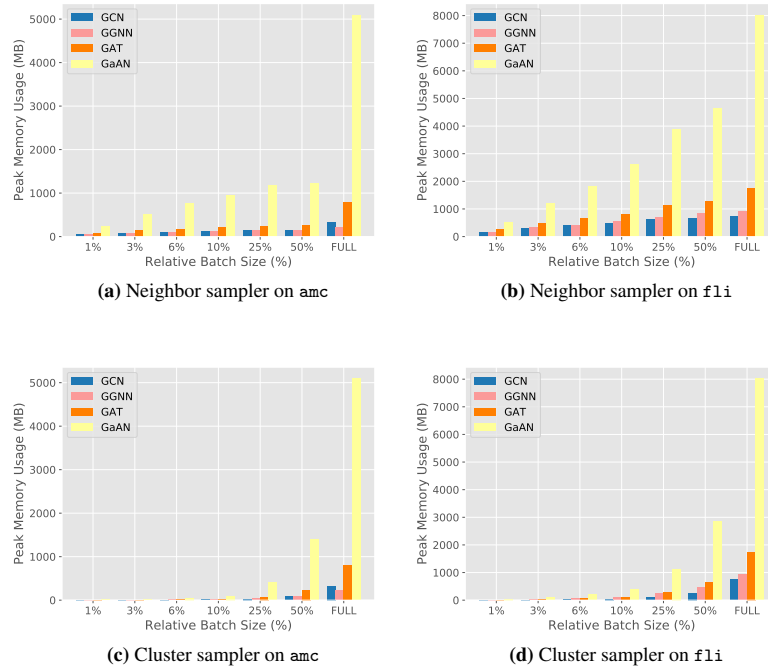 GCN
GGNN
GAT
GaAN
5000
4000
3000
2000
1000
0
Peak Memory Usage (MB)
1% 3% 6% 10% 25% 50% FULL
Relative Batch Size (%)
(a) Neighbor sampler on amc
GCN
GGNN
GAT
GaAN
8000
7000
6000
5000
4000
3000
2000
1000
0
Peak Memory Usage (MB)
1% 3% 6% 10% 25% 50% FULL
Relative Batch Size (%)
(b) Neighbor sampler on fli
GCN
GGNN
GAT
GaAN
5000
4000
3000
2000
1000
0
Peak Memory Usage (MB)
1% 3% 6% 10% 25% 50% FULL
Relative Batch Size (%)
(c) Cluster sampler on amc
GCN
GGNN
GAT
GaAN
8000
7000
6000
5000
4000
3000
2000
1000
0
Peak Memory Usage (MB)
1% 3% 6% 10% 25% 50% FULL
Relative Batch Size (%)
(d) Cluster sampler on fli